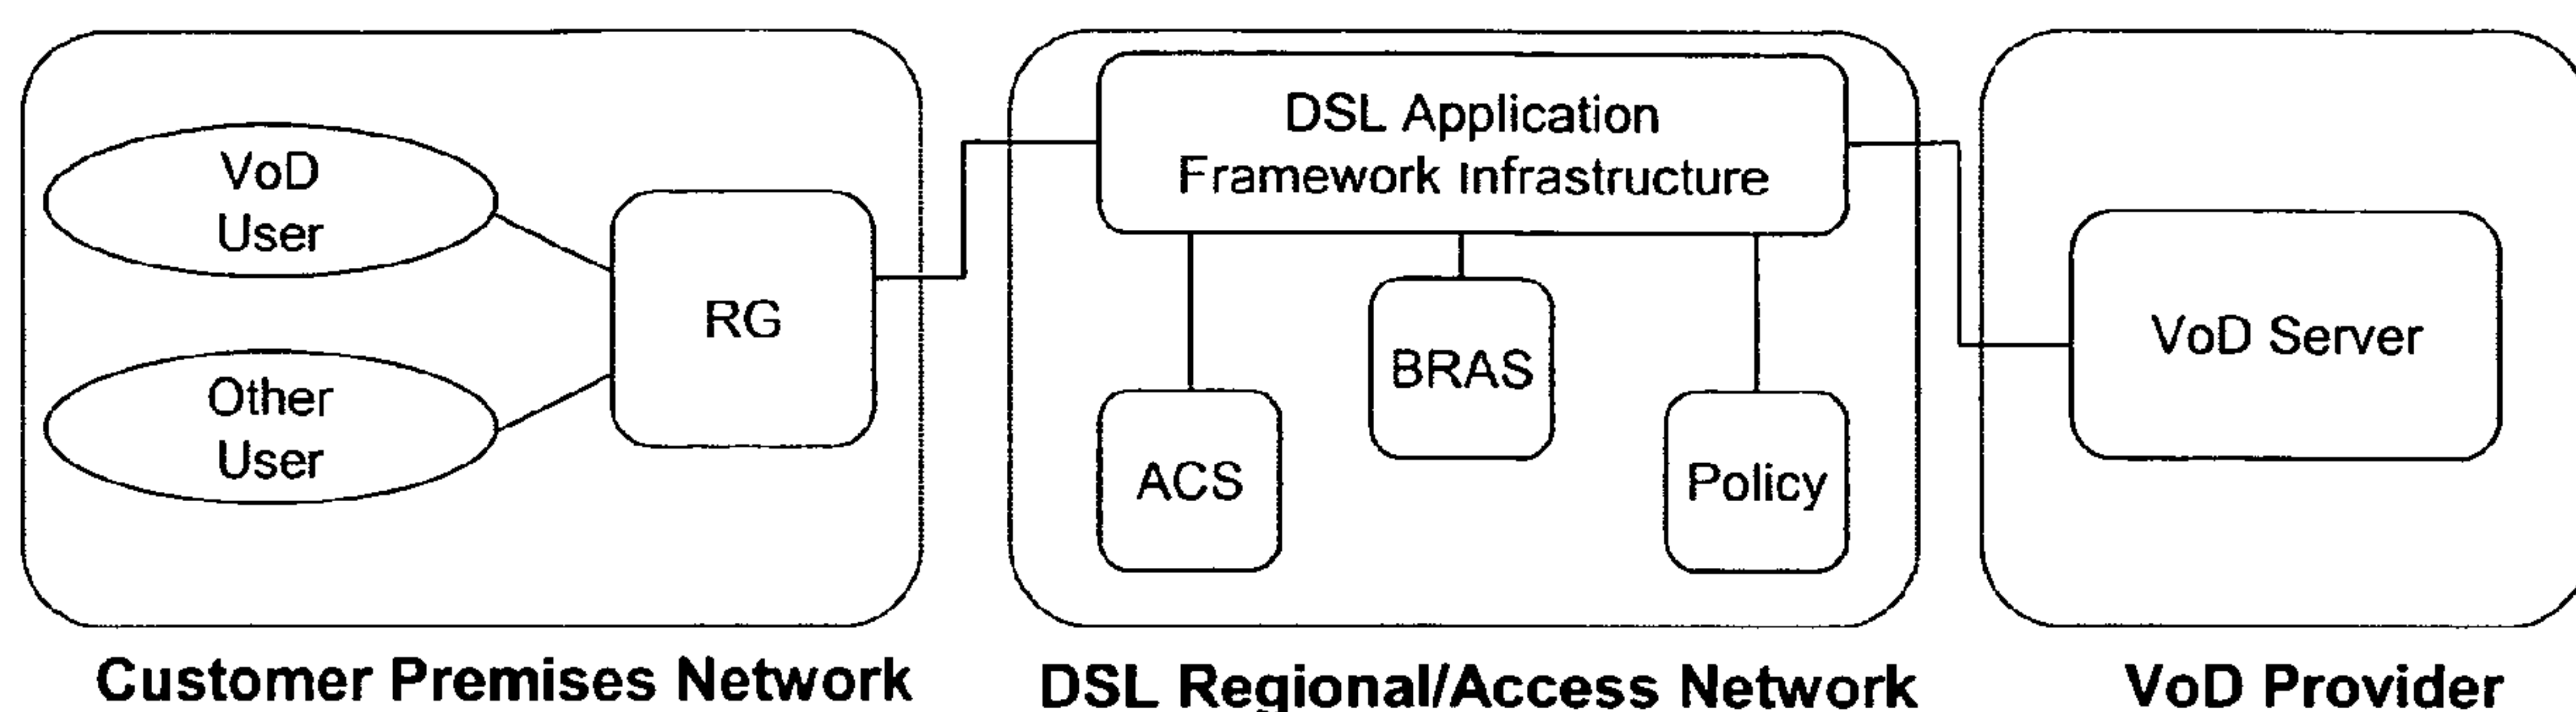 VoD
User
Other
User
RG
DSL Application
Framework Infrastructure
ACS
BRAS
Policy
VoD Server
Customer Premises Network
DSL Regional/Access Network
VoD Provider